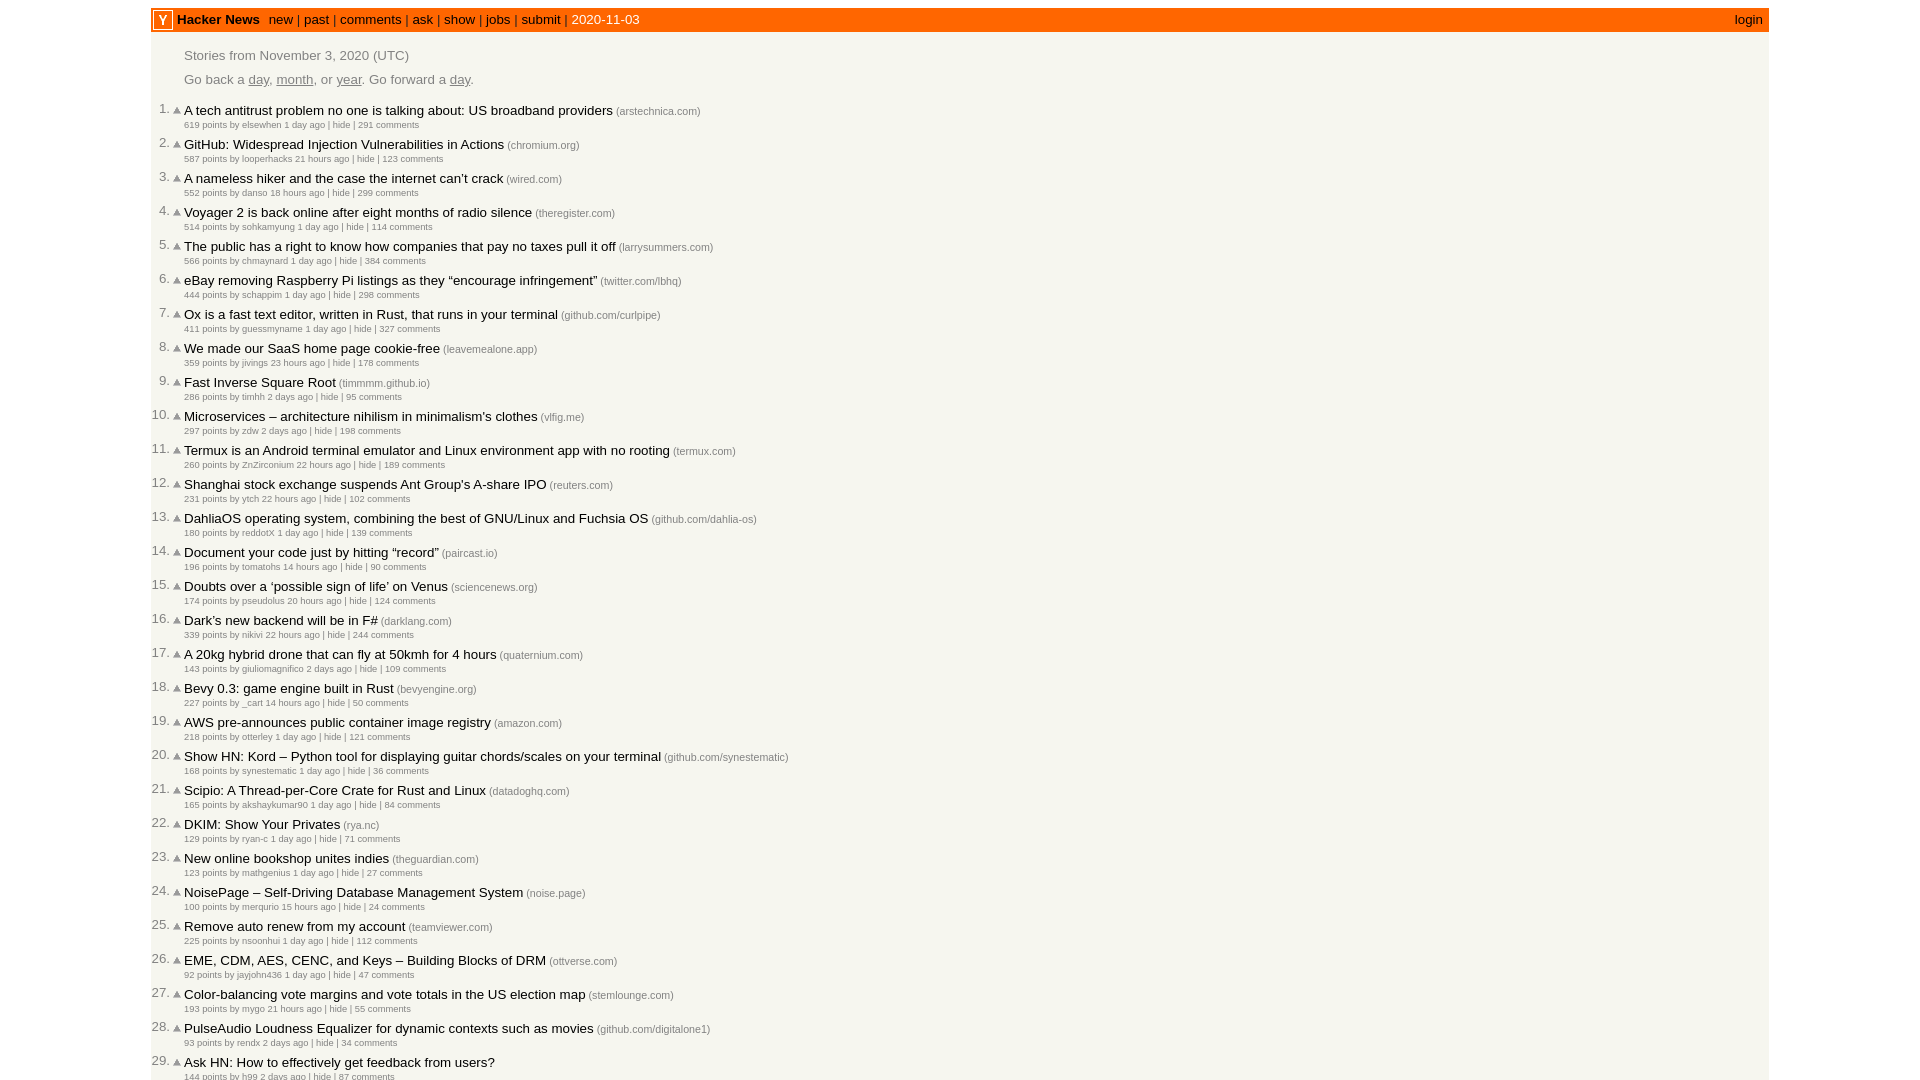 Y Hacker News new | past | comments | ask | show | jobs | submit | 2020-11-03 login
Stories from November 3, 2020 (UTC)
Go back a day, month, or year. Go forward a day.
1. A tech antitrust problem no one is talking about: US broadband providers (arstechnica.com)
619 points by elsewhen 1 day ago | hide | 291 comments
2. GitHub: Widespread Injection Vulnerabilities in Actions (chromium.org)
587 points by looperhacks 21 hours ago | hide | 123 comments
3. A nameless hiker and the case the internet can’t crack (wired.com)
552 points by danso 18 hours ago | hide | 299 comments
4. Voyager 2 is back online after eight months of radio silence (theregister.com)
514 points by sohkamyung 1 day ago | hide | 114 comments
5. The public has a right to know how companies that pay no taxes pull it off (larrysummers.com)
566 points by chmaynard 1 day ago | hide | 384 comments
6. eBay removing Raspberry Pi listings as they “encourage infringement” (twitter.com/lbhq)
444 points by schappim 1 day ago | hide | 298 comments
7. Ox is a fast text editor, written in Rust, that runs in your terminal (github.com/curlpipe)
411 points by guessmyname 1 day ago | hide | 327 comments
8. We made our SaaS home page cookie-free (leavemealone.app)
359 points by jivings 23 hours ago | hide | 178 comments
9. Fast Inverse Square Root (timmmm.github.io)
286 points by timhh 2 days ago | hide | 95 comments
10. Microservices – architecture nihilism in minimalism's clothes (vlfig.me)
297 points by zdw 2 days ago | hide | 198 comments
11. Termux is an Android terminal emulator and Linux environment app with no rooting (termux.com)
260 points by ZnZirconium 22 hours ago | hide | 189 comments
12. Shanghai stock exchange suspends Ant Group's A-share IPO (reuters.com)
231 points by ytch 22 hours ago | hide | 102 comments
13. DahliaOS operating system, combining the best of GNU/Linux and Fuchsia OS (github.com/dahlia-os)
180 points by reddotX 1 day ago | hide | 139 comments
14. Document your code just by hitting “record” (paircast.io)
196 points by tomatohs 14 hours ago | hide | 90 comments
15. Doubts over a ‘possible sign of life’ on Venus (sciencenews.org)
174 points by pseudolus 20 hours ago | hide | 124 comments
16. Dark’s new backend will be in F# (darklang.com)
339 points by nikivi 22 hours ago | hide | 244 comments
17. A 20kg hybrid drone that can fly at 50kmh for 4 hours (quaternium.com)
143 points by giuliomagnifico 2 days ago | hide | 109 comments
18. Bevy 0.3: game engine built in Rust (bevyengine.org)
227 points by _cart 14 hours ago | hide | 50 comments
19. AWS pre-announces public container image registry (amazon.com)
218 points by otterley 1 day ago | hide | 121 comments
20. Show HN: Kord – Python tool for displaying guitar chords/scales on your terminal (github.com/synestematic)
168 points by synestematic 1 day ago | hide | 36 comments
21. Scipio: A Thread-per-Core Crate for Rust and Linux (datadoghq.com)
165 points by akshaykumar90 1 day ago | hide | 84 comments
22. DKIM: Show Your Privates (rya.nc)
129 points by ryan-c 1 day ago | hide | 71 comments
23. New online bookshop unites indies (theguardian.com)
123 points by mathgenius 1 day ago | hide | 27 comments
24. NoisePage – Self-Driving Database Management System (noise.page)
100 points by merqurio 15 hours ago | hide | 24 comments
25. Remove auto renew from my account (teamviewer.com)
225 points by nsoonhui 1 day ago | hide | 112 comments
26. EME, CDM, AES, CENC, and Keys – Building Blocks of DRM (ottverse.com)
92 points by jayjohn436 1 day ago | hide | 47 comments
27. Color-balancing vote margins and vote totals in the US election map (stemlounge.com)
193 points by mygo 21 hours ago | hide | 55 comments
28. PulseAudio Loudness Equalizer for dynamic contexts such as movies (github.com/digitalone1)
93 points by rendx 2 days ago | hide | 34 comments
29. Ask HN: How to effectively get feedback from users?
144 points by h99 2 days ago | hide | 87 comments